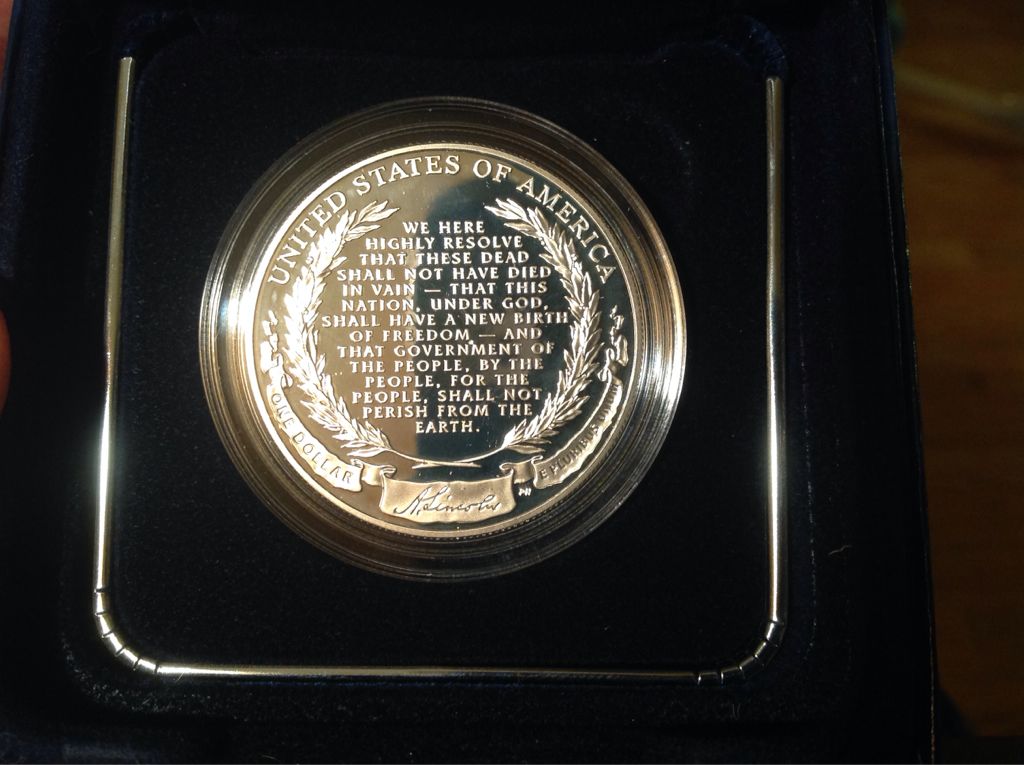 UNITED STATES OF AMERICA
WE HERE
HIGHLY RESOLVE
THAT THESE DEAD
SHALL NOT HAVE DIED
IN VAIN — THAT THIS
NATION, UNDER GOD,
SHALL HAVE A NEW BIRTH
OF FREEDOM — AND
THAT GOVERNMENT OF
THE PEOPLE, BY THE
PEOPLE, FOR THE
PEOPLE, SHALL NOT
PERISH FROM THE
EARTH.
ONE DOLLAR
A. Lincoln
E PLURIBUS UNUM